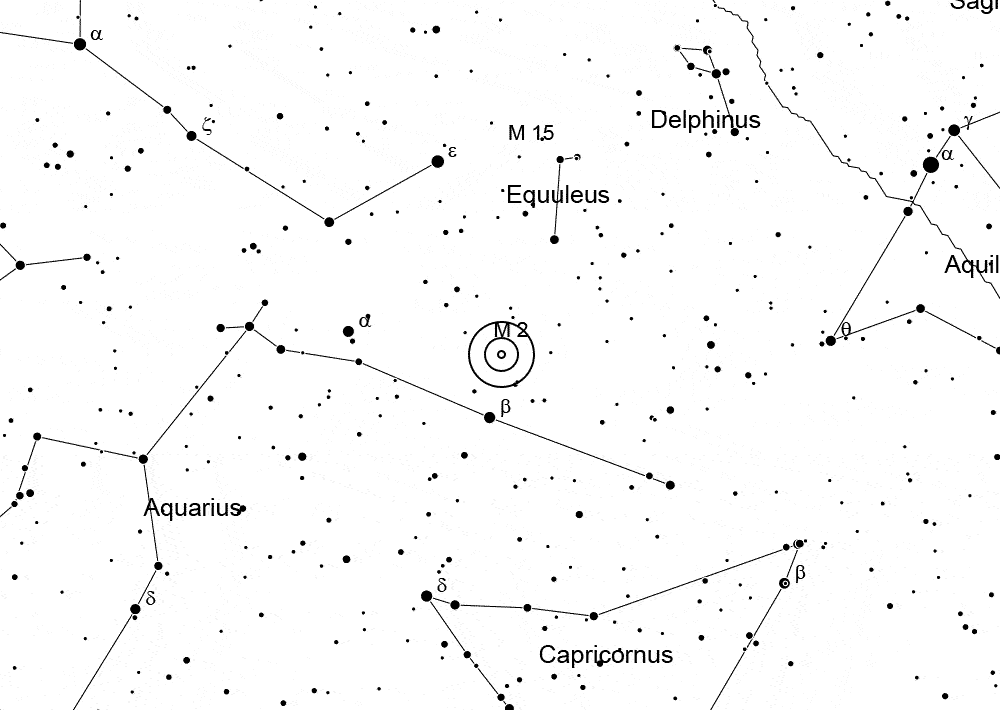 Sagi
α
ζ
ε
M 15
Equuleus
Delphinus
γ
α
Aquil
θ
α
M 2
β
Aquarius
δ
δ
β
Capricornus